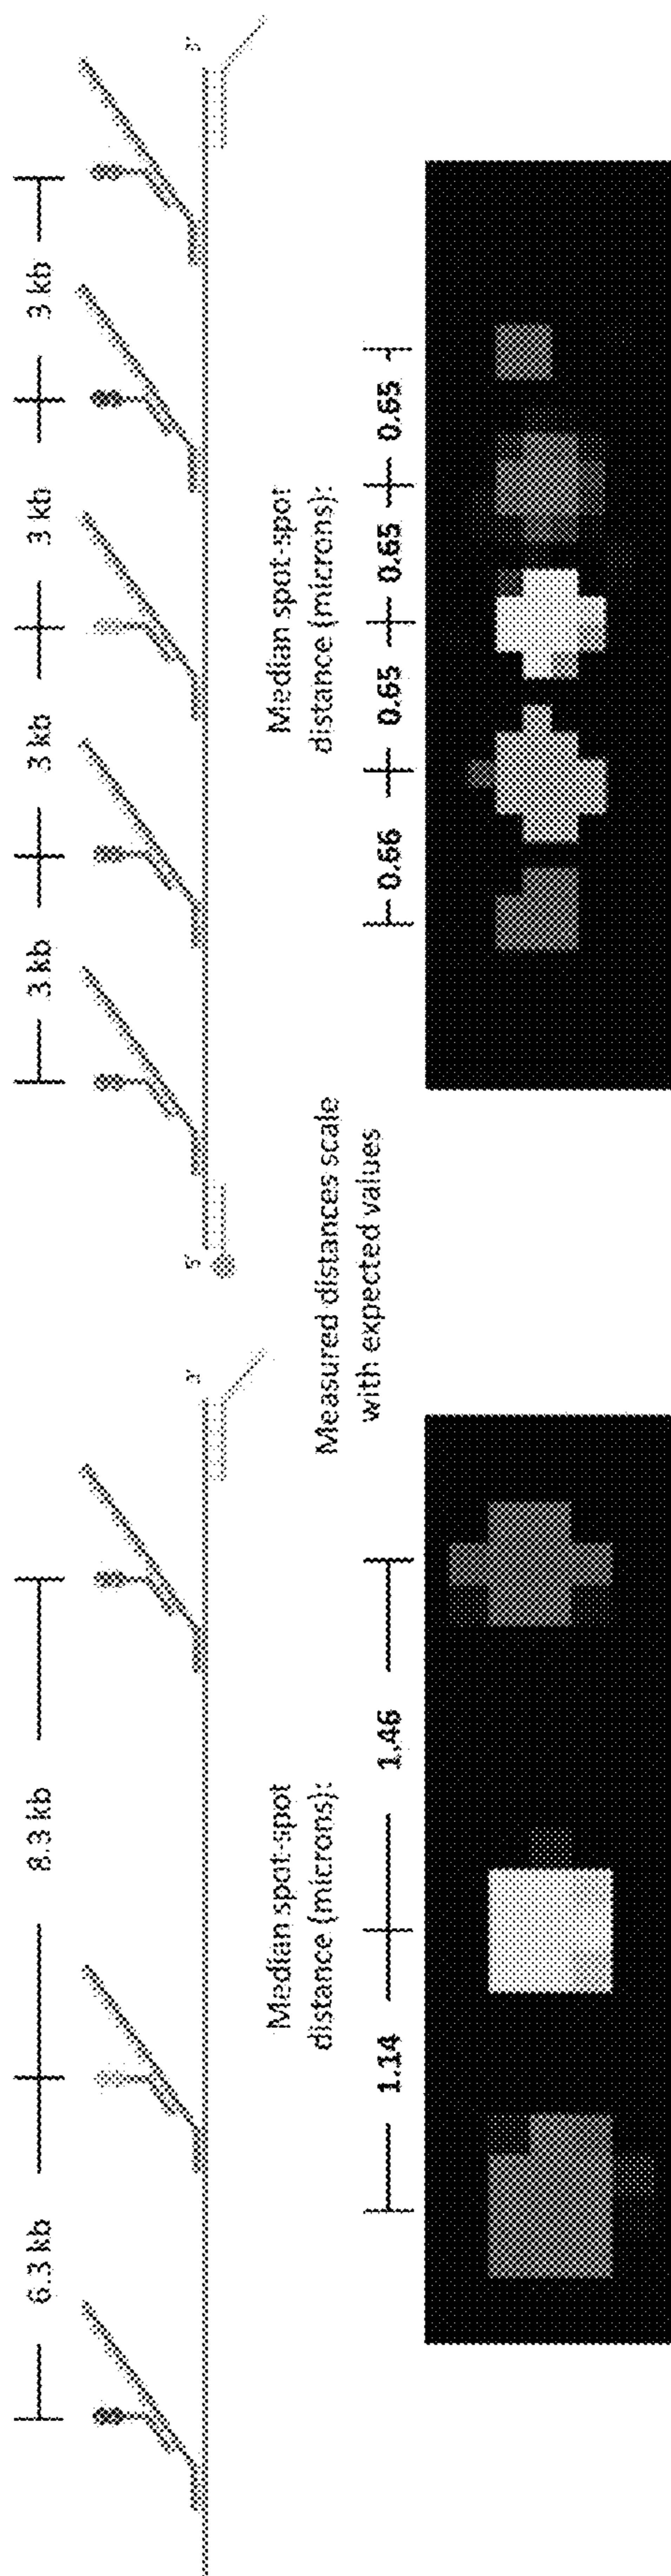 6.3 kb
8.3 kb
3'
Median spot-spot
distance (microns):
1.14
1.46
Measured distances scale
with expected values
3 kb
3 kb
3 kb
3 kb
5'
3'
Median spot-spot
distance (microns):
0.66
0.65
0.65
0.65